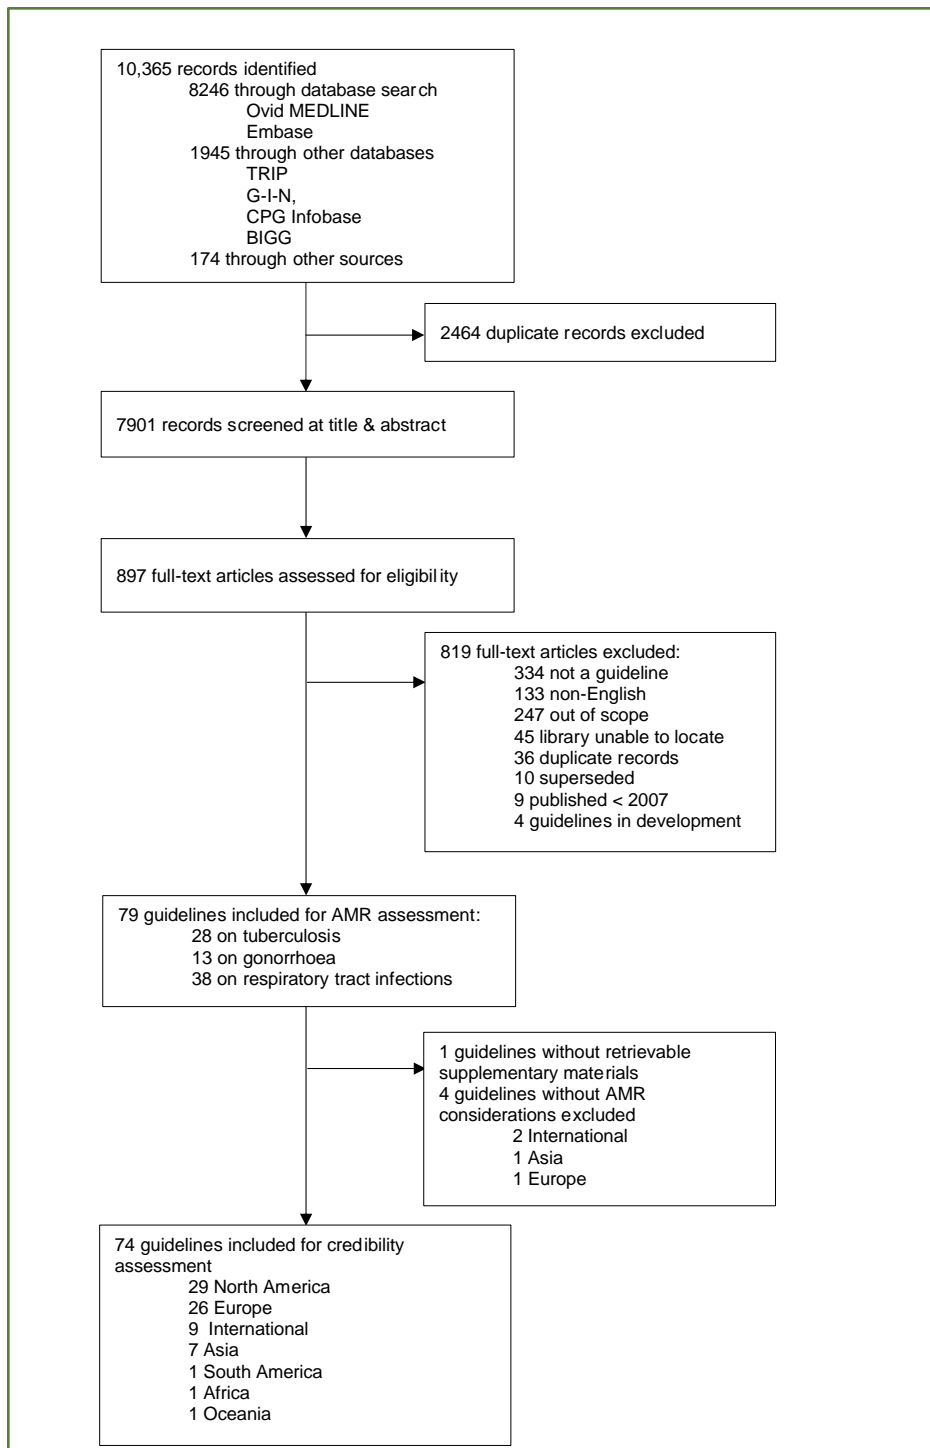 10,365 records identified
8246 through database search
Ovid MEDLINE
Embase
1945 through other databases
TRIP
G-I-N,
CPG Infobase
BIGG
174 through other sources
2464 duplicate records excluded
7901 records screened at title & abstract
897 full-text articles assessed for eligibility
819 full-text articles excluded:
334 not a guideline
133 non-English
247 out of scope
45 library unable to locate
36 duplicate records
10 superseded
9 published < 2007
4 guidelines in development
79 guidelines included for AMR assessment:
28 on tuberculosis
13 on gonorrhoea
38 on respiratory tract infections
1 guidelines without retrievable
supplementary materials
4 guidelines without AMR
considerations excluded
2 International
1 Asia
1 Europe
74 guidelines included for credibility
assessment
29 North America
26 Europe
9 International
7 Asia
1 South America
1 Africa
1 Oceania